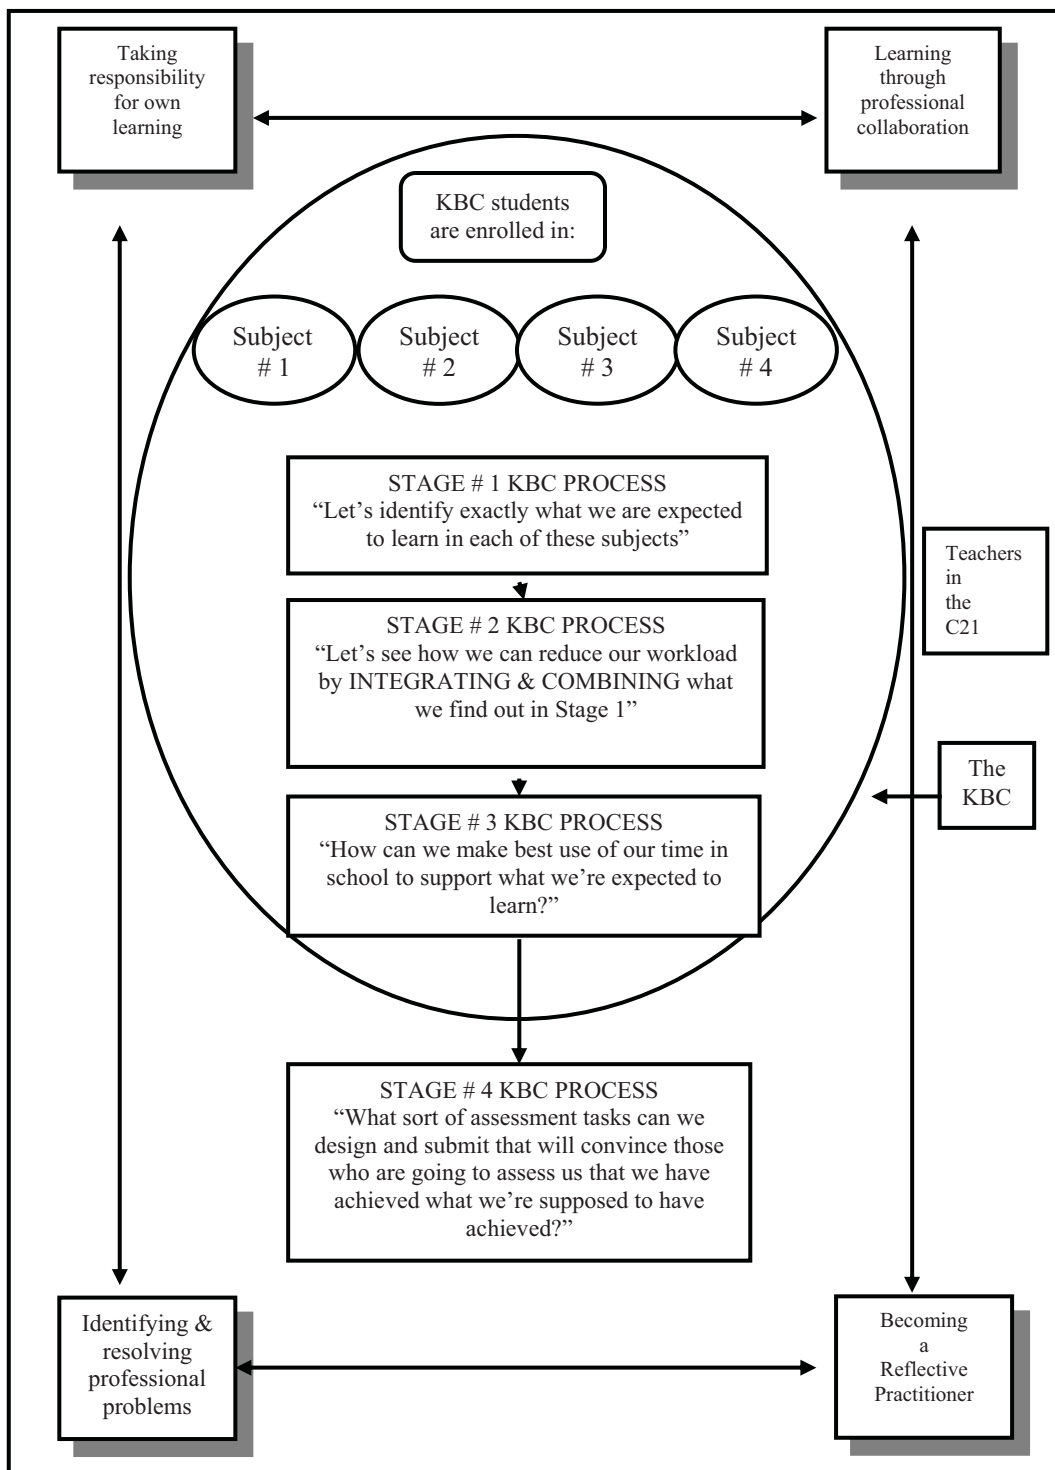 Taking
responsibility
for own
learning
Learning
through
professional
collaboration
KBC students
are enrolled in:
Subject
# 1
Subject
# 2
Subject
# 3
Subject
# 4
STAGE # 1 KBC PROCESS
“Let’s identify exactly what we are expected
to learn in each of these subjects”
Teachers
in
the
C21
STAGE # 2 KBC PROCESS
“Let’s see how we can reduce our workload
by INTEGRATING & COMBINING what
we find out in Stage 1”
The
KBC
STAGE # 3 KBC PROCESS
“How can we make best use of our time in
school to support what we’re expected to
learn?”
STAGE # 4 KBC PROCESS
“What sort of assessment tasks can we
design and submit that will convince those
who are going to assess us that we have
achieved what we’re supposed to have
achieved?”
Identifying &
resolving
professional
problems
Becoming
a
Reflective
Practitioner